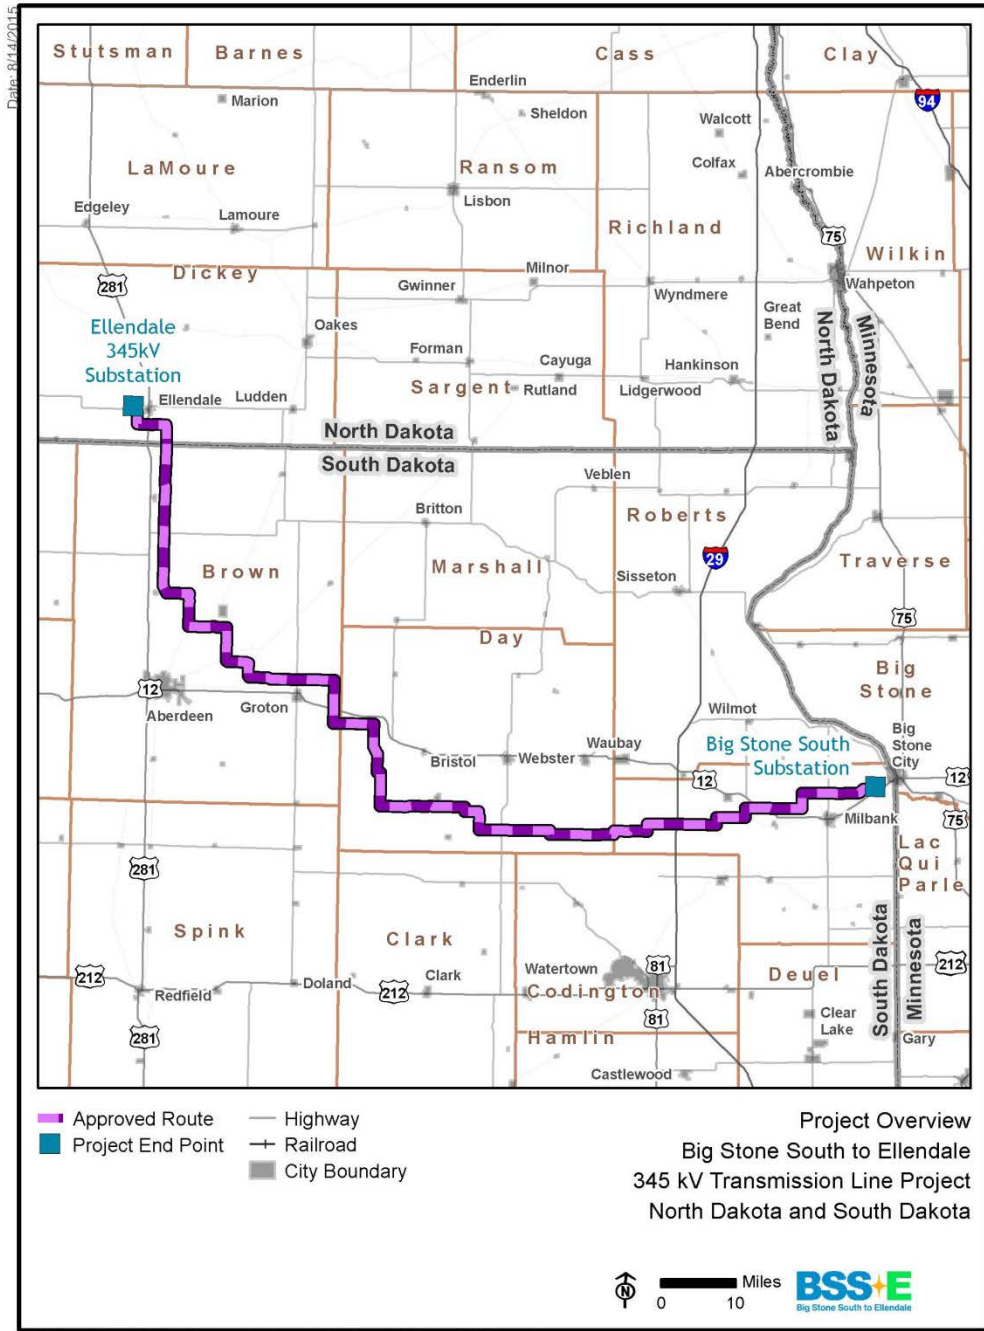 Date: 8/14/2015
Stutsman
Barnes
Cass
Clay
94
Marion
Enderlin
Sheldon
Walcott
LaMoure
Ransom
Colfax
Abercrombie
Lisbon
Edgeley
Lamoure
Richland
75
Wilkin
Dickey
Milnor
281
Gwinner
Wyndmere
Wahpeton
Great
Bend
Ellendale
345kV
Substation
Oakes
North Dakota
Minnesota
Forman
Cayuga
Hankinson
Sargent
Rutland
Lidgerwood
Ellendale
Ludden
North Dakota
South Dakota
Veblen
Britton
Roberts
Brown
Marshall
29
Traverse
Sisseton
75
Day
Big
Stone
12
Aberdeen
Groton
Wilmot
Big
Stone
City
Bristol
Webster
Waubay
Big Stone South
Substation
12
12
Milbank
75
Lac
Qui
Parle
281
Spink
Clark
South Dakota
Minnesota
212
Redfield
Doland
212
Clark
Watertown
81
Codington
Deuel
212
281
81
Clear
Lake
Hamlin
Gary
Castlewood
Approved Route
Project End Point
Highway
Railroad
City Boundary
Project Overview
Big Stone South to Ellendale
345 kV Transmission Line Project
North Dakota and South Dakota
N
Miles
0 10
BSS E
Big Stone South to Ellendale